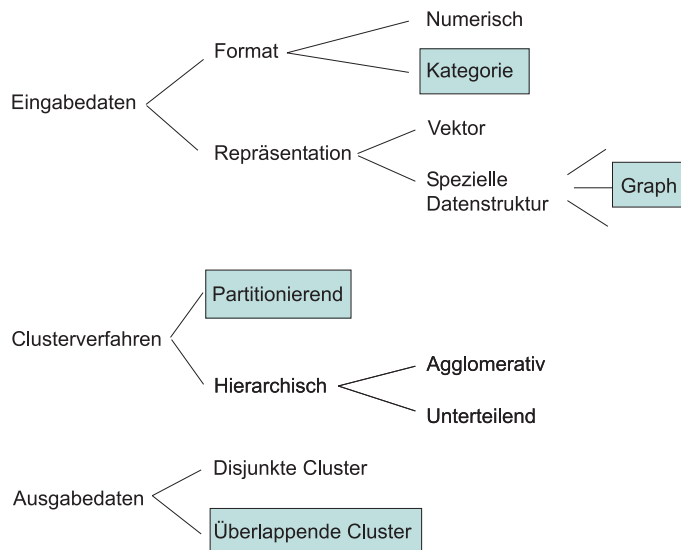 Numerisch
Format
Kategorie
Eingabedaten
Vektor
Repräsentation
Spezielle
Datenstruktur
Graph
Partitionierend
Clusterverfahren
Agglomerativ
Hierarchisch
Unterteilend
Disjunkte Cluster
Ausgabedaten
Überlappende Cluster